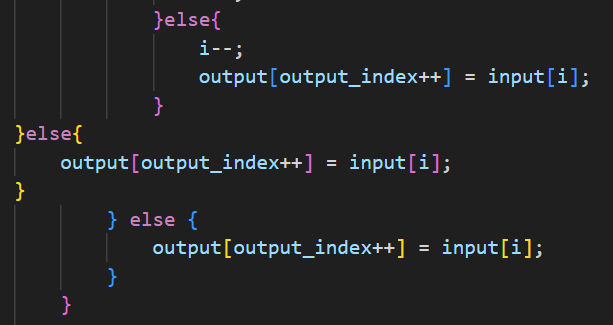 }else{
i--;
output[output_index++] = input[i];
}
}else{
output[output_index++] = input[i];
}
} else {
output[output_index++] = input[i];
}
}